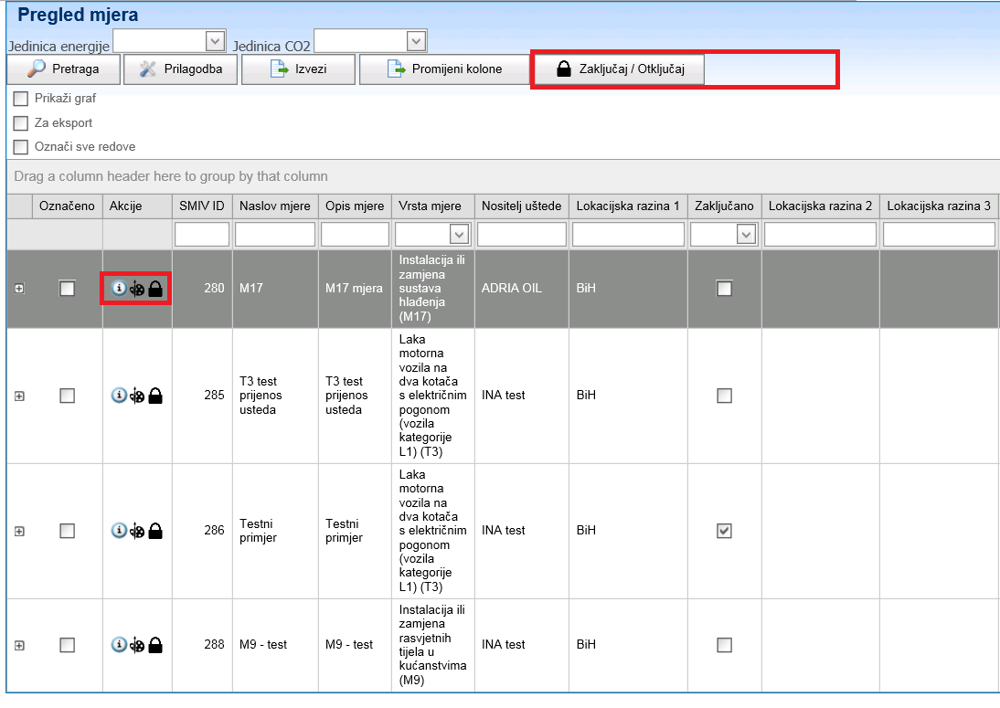 Pregled mjera
Jedinica energije Jedinica CO2
Pretraga Prilagodba Izvezi Promijeni kolone Zaključaj / Otključaj
Prikaži graf
Za eksport
Označi sve redove
Drag a column header here to group by that column
Označeno Akcije SMIV ID Naslov mjere Opis mjere Vrsta mjere Nositelj uštede Lokacijska razina 1 Zaključano Lokacijska razina 2 Lokacijska razina 3
280 M17 M17 mjera
Instalacija ili
zamjena
sustava
hlađenja
(M17)
ADRIA OIL BiH
285
T3 test
prijenos
usteda
T3 test
prijenos
usteda
Laka
motorna
vozila na
dva kotača
s električnim
pogonom
(vozila
kategorije
L1) (T3)
INA test BiH
286
Testni
primjer
Testni
primjer
Laka
motorna
vozila na
dva kotača
s električnim
pogonom
(vozila
kategorije
L1) (T3)
INA test BiH
288 M9 - test M9 - test
Instalacija ili
zamjena
rasvjetnih
tijela u
kućanstvima
(M9)
INA test BiH